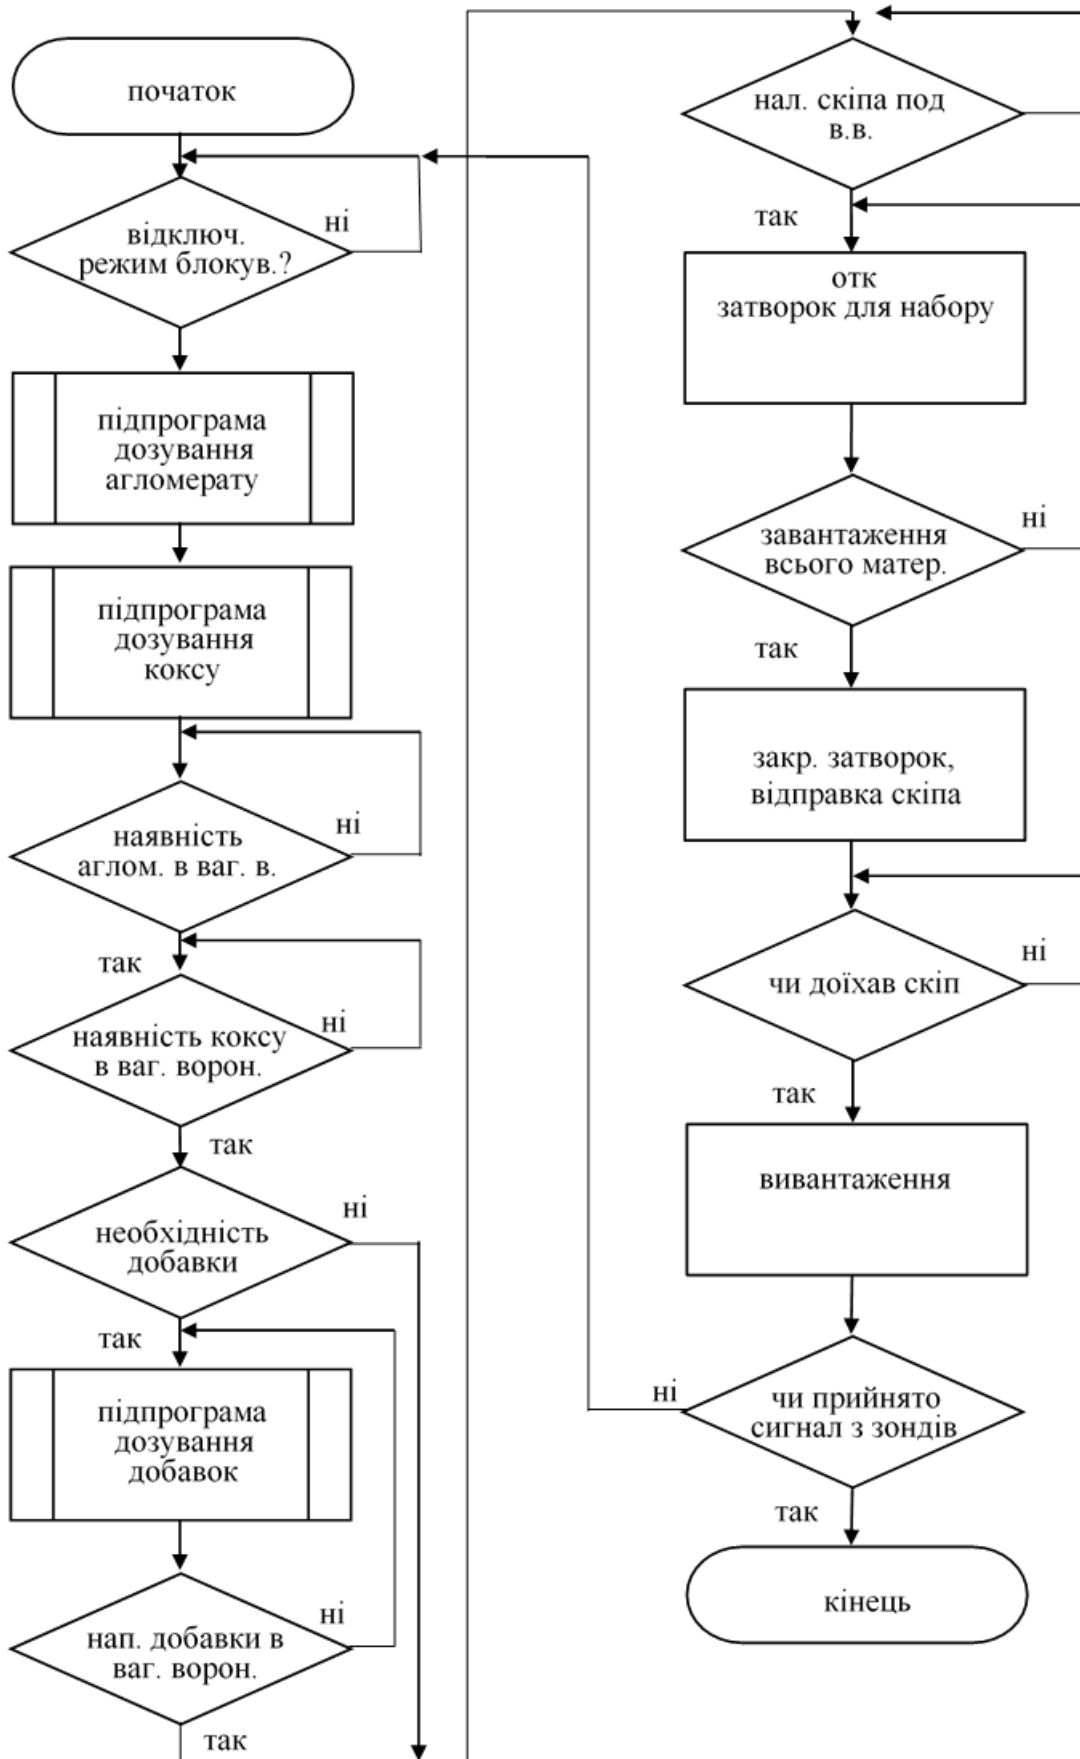 початок
ні
відключ.
режим блокув.?
підпрограма
дозування
агломерату
підпрограма
дозування
коксу
ні
наявність
аглом. в ваг. в.
так
ні
наявність коксу
в ваг. ворон.
так
ні
необхідність
добавки
так
підпрограма
дозування
добавок
ні
нап. добавки в
ваг. ворон.
так
нал. скіпа под
в.в.
так
отк
затворок для набору
ні
завантаження
всього матер.
так
закр. затворок,
відправка скіпа
ні
чи доїхав скіп
так
вивантаження
ні
чи прийнято
сигнал з зондів
так
кінець